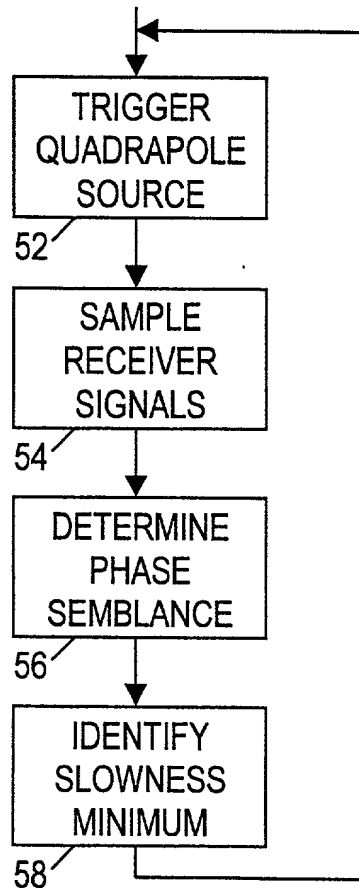 TRIGGER
QUADRAPOLE
SOURCE
52
SAMPLE
RECEIVER
SIGNALS
54
DETERMINE
PHASE
SEMBLANCE
56
IDENTIFY
SLOWNESS
MINIMUM
58